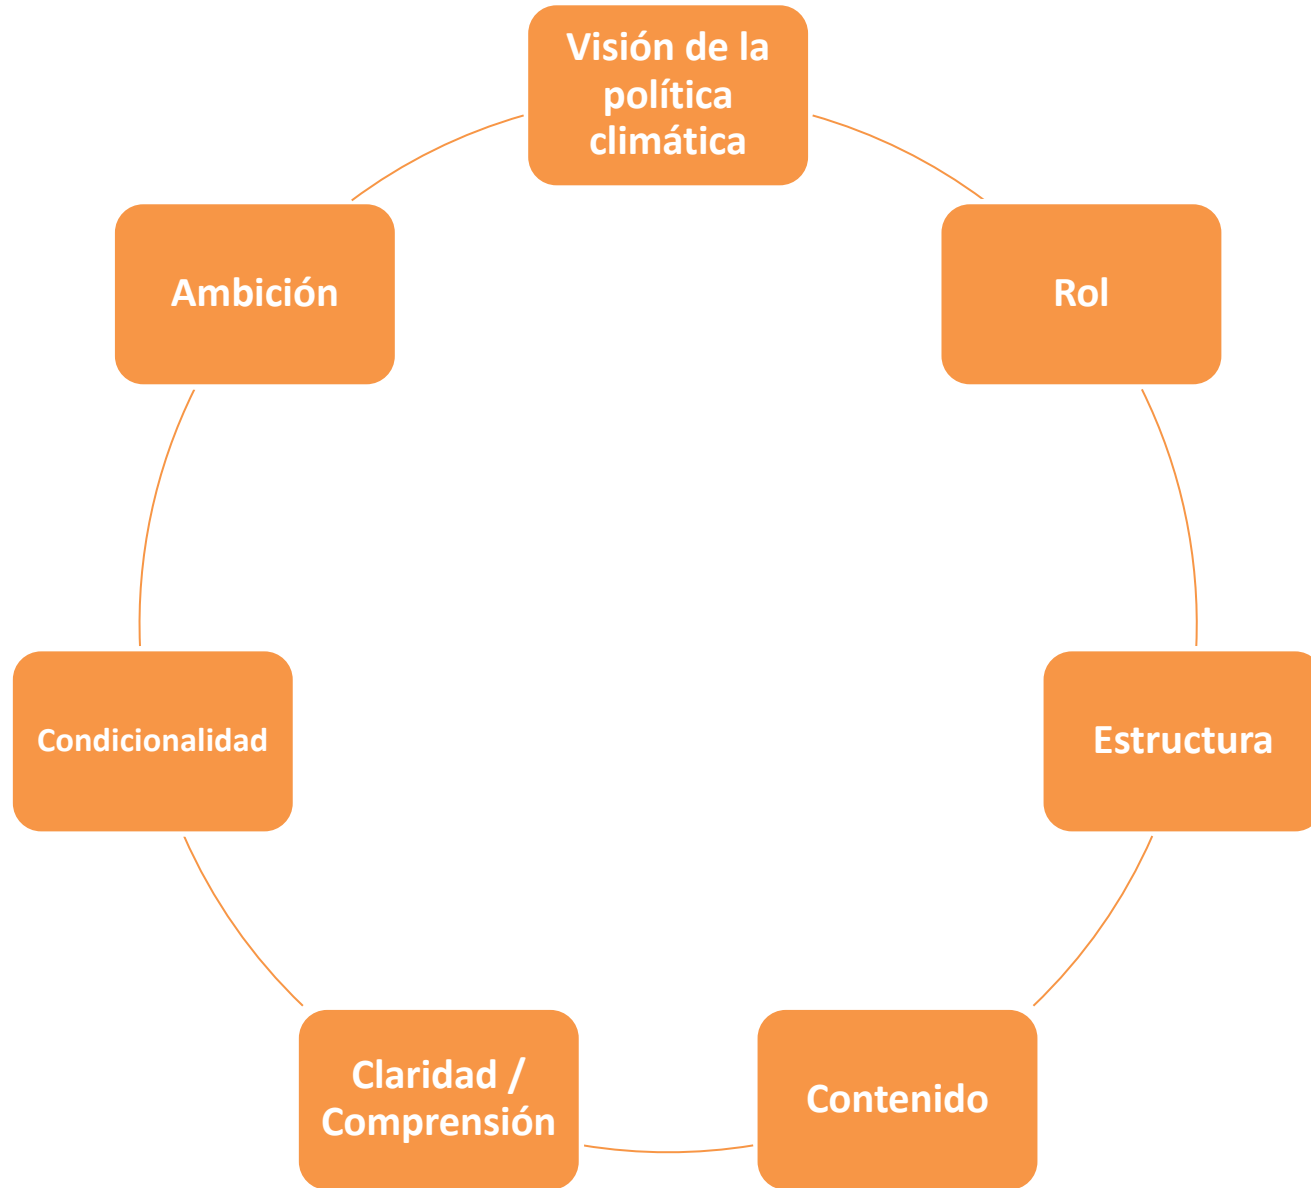 Visión de la
política
climática
Ambición
Rol
Condicionalidad
Estructura
Claridad /
Comprensión
Contenido